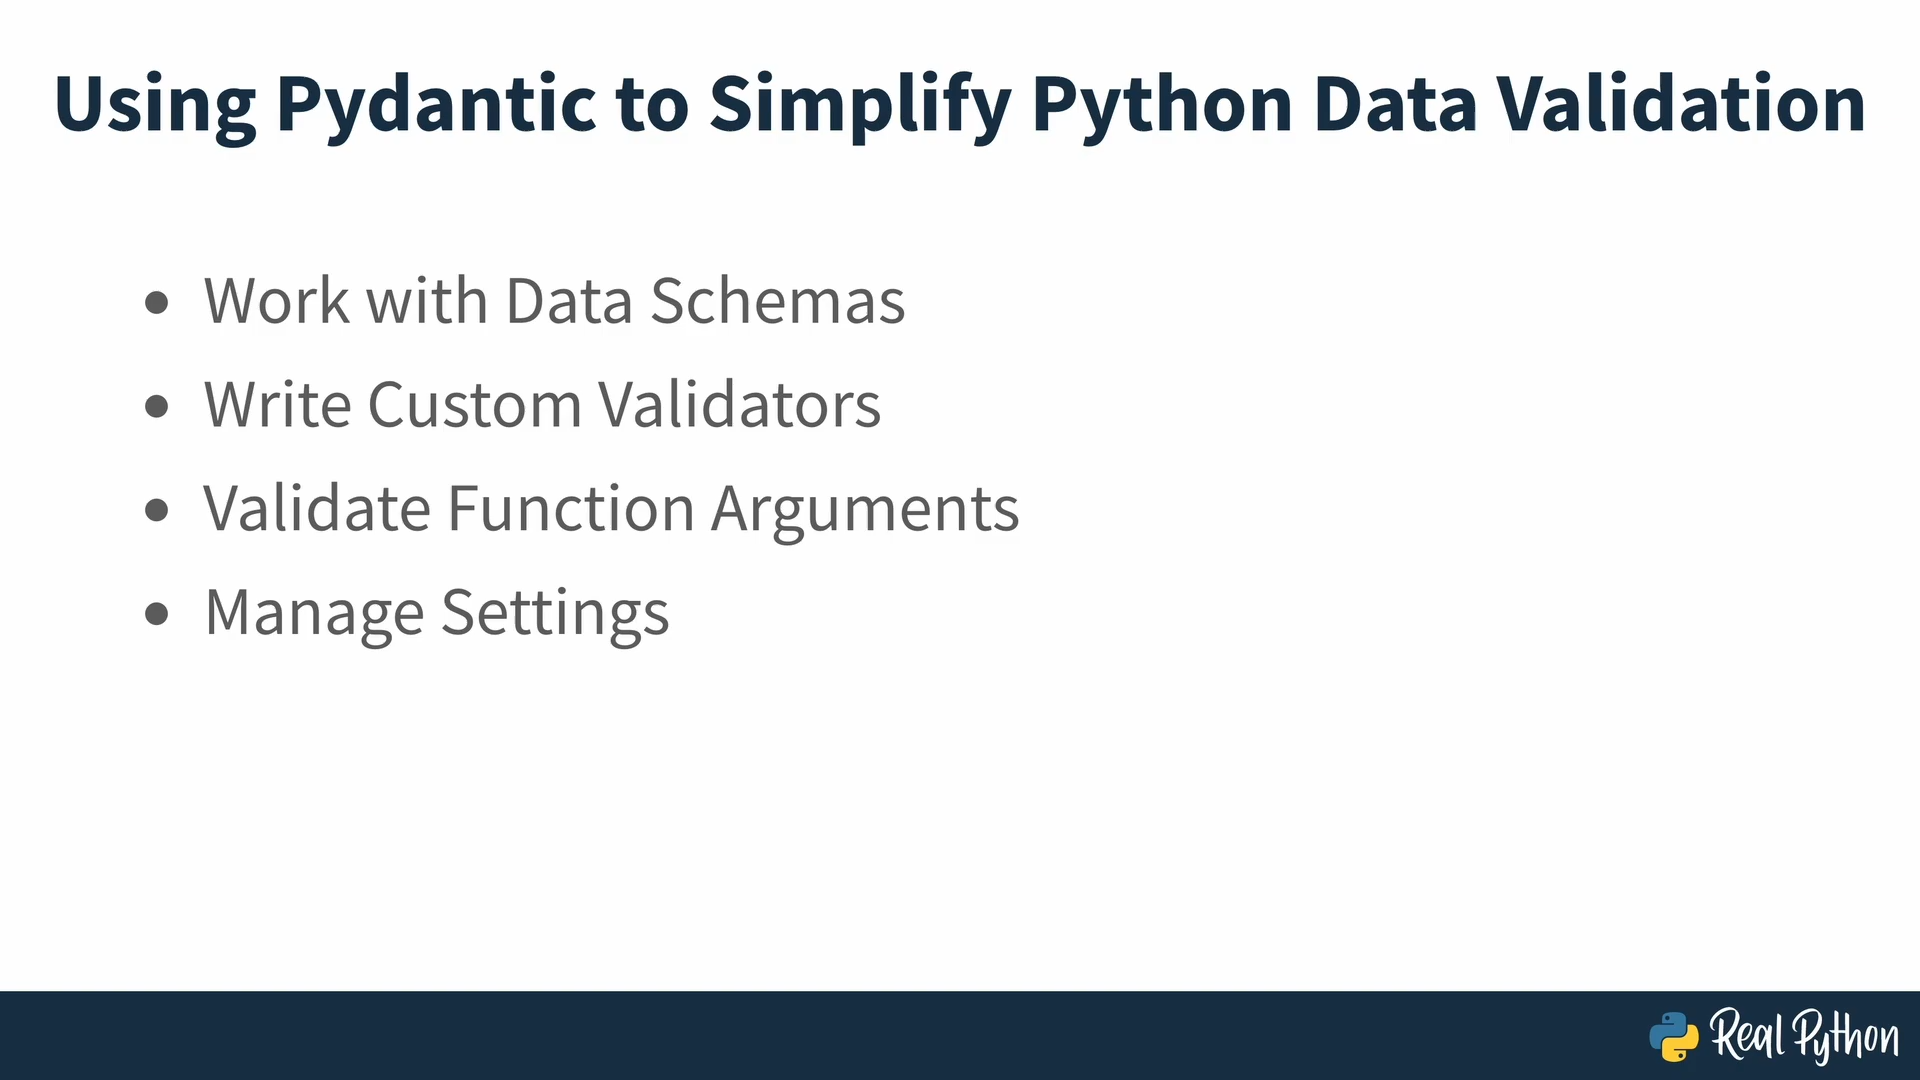 Using Pydantic to Simplify Python Data Validation
• Work with Data Schemas
• Write Custom Validators
• Validate Function Arguments
• Manage Settings
Real Python